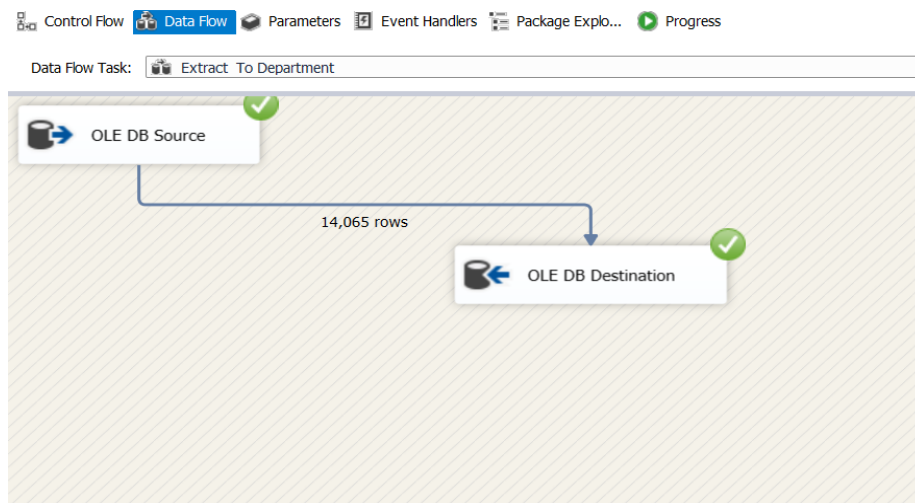 Control Flow Data Flow Parameters Event Handlers Package Explo... Progress
Data Flow Task: Extract To Department
OLE DB Source
14,065 rows
OLE DB Destination